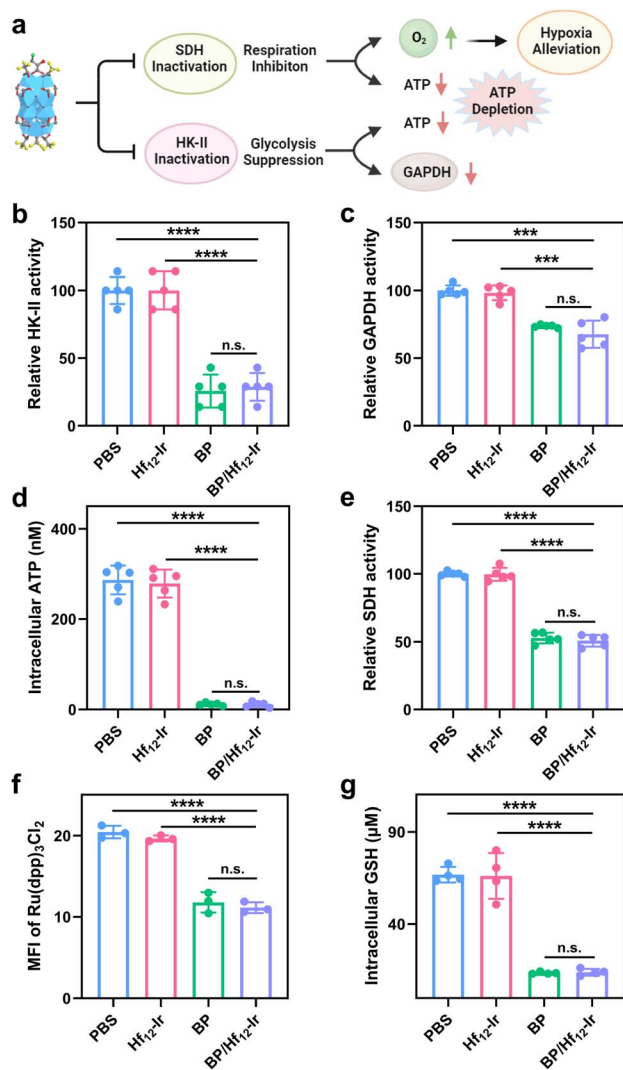 a
SDH
Inactivation
Respiration
Inhibiton
O₂
Hypoxia
Alleviation
ATP
ATP
Depletion
HK-II
Inactivation
Glycolysis
Suppression
ATP
GAPDH
b
Relative HK-II activity
150
100
50
0
****
****
n.s.
PBS
Hf₁₂-Ir
BP
BP/Hf₁₂-Ir
c
Relative GAPDH activity
150
100
50
0
***
***
n.s.
PBS
Hf₁₂-Ir
BP
BP/Hf₁₂-Ir
d
Intracellular ATP (nM)
400
200
0
****
****
n.s.
PBS
Hf₁₂-Ir
BP
BP/Hf₁₂-Ir
e
Relative SDH activity
150
100
50
0
****
****
n.s.
PBS
Hf₁₂-Ir
BP
BP/Hf₁₂-Ir
f
MFI of Ru(dpp)₃Cl₂
20
10
0
****
****
n.s.
PBS
Hf₁₂-Ir
BP
BP/Hf₁₂-Ir
g
Intracellular GSH (μM)
90
40
****
****
n.s.
PBS
Hf₁₂-Ir
BP
BP/Hf₁₂-Ir